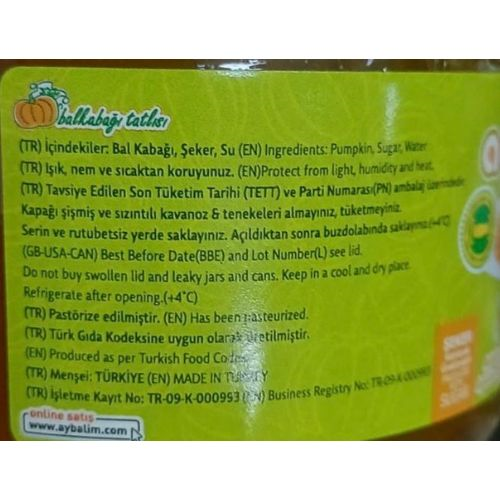 balkabağı tatlısı
(TR) İçindekiler: Bal Kabağı, Şeker, Su (EN) Ingredients: Pumpkin, Sugar, Water
(TR) Işık, nem ve sıcaktan koruyunuz. (EN)Protect from light, humidity and heat.
(TR) Tavsiye Edilen Son Tüketim Tarihi (TETT) ve Parti Numarası(PN) ambalaj üzerindedir.
Kapağı şişmiş ve sızıntılı kavanoz & tenekeleri almayınız, tüketmeyiniz.
Serin ve rutubetsiz yerde saklayınız. Açıldıktan sonra buzdolabında saklayınız.(+4°C)
(GB-USA-CAN) Best Before Date(BBE) and Lot Number(L) see lid.
Do not buy swollen lid and leaky jars and cans. Keep in a cool and dry place.
Refrigerate after opening.(+4°C)
(TR) Pastörize edilmiştir. (EN) Has been pasteurized.
(TR) Türk Gıda Kodeksine uygun olarak üretilmiştir.
(EN) Produced as per Turkish Food Codex
(TR) Menşei: TÜRKİYE (EN) MADE IN TURKEY
(TR) İşletme Kayıt No: TR-09-K-000993 (EN) Business Registry No: TR-09-K-000993
online satış
www.aybalim.com
ŞEKER
SUGAR